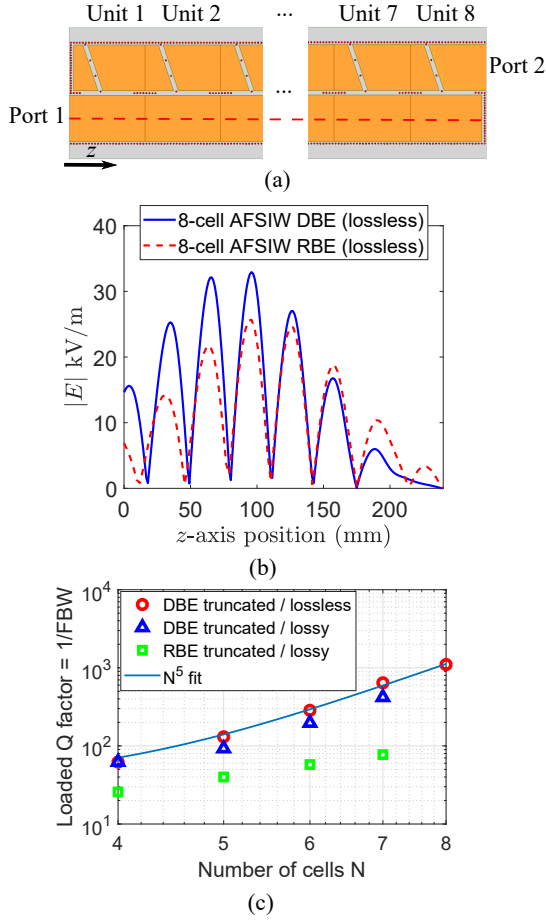 Unit 1 Unit 2 ... Unit 7 Unit 8
Port 2
...
Port 1
z
(a)
8-cell AFSIW DBE (lossless)
8-cell AFSIW RBE (lossless)
40
30
20
10
0
|E| kV/m
0 50 100 150 200
z-axis position (mm)
(b)
DBE truncated / lossless
DBE truncated / lossy
RBE truncated / lossy
N^5 fit
10^4
10^3
10^2
10^1
Loaded Q factor = 1/FBW
4 5 6 7 8
Number of cells N
(c)